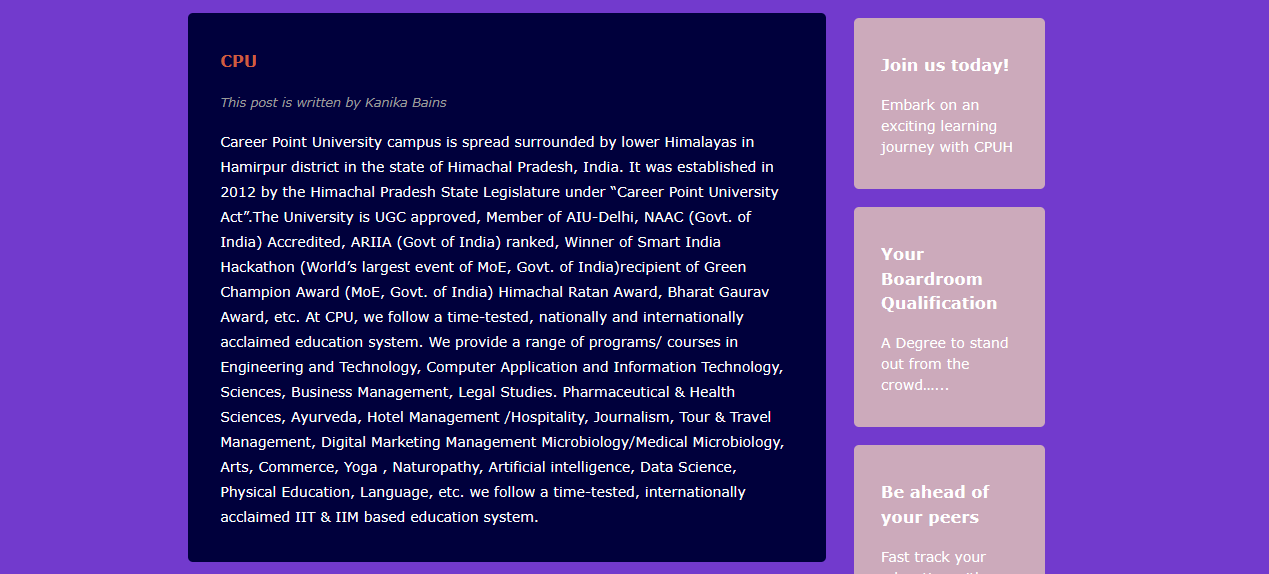 CPU
This post is written by Kanika Bains
Career Point University campus is spread surrounded by lower Himalayas in
Hamirpur district in the state of Himachal Pradesh, India. It was established in
2012 by the Himachal Pradesh State Legislature under “Career Point University
Act”.The University is UGC approved, Member of AIU-Delhi, NAAC (Govt. of
India) Accredited, ARIIA (Govt of India) ranked, Winner of Smart India
Hackathon (World’s largest event of MoE, Govt. of India)recipient of Green
Champion Award (MoE, Govt. of India) Himachal Ratan Award, Bharat Gaurav
Award, etc. At CPU, we follow a time-tested, nationally and internationally
acclaimed education system. We provide a range of programs/ courses in
Engineering and Technology, Computer Application and Information Technology,
Sciences, Business Management, Legal Studies. Pharmaceutical & Health
Sciences, Ayurveda, Hotel Management /Hospitality, Journalism, Tour & Travel
Management, Digital Marketing Management Microbiology/Medical Microbiology,
Arts, Commerce, Yoga , Naturopathy, Artificial intelligence, Data Science,
Physical Education, Language, etc. we follow a time-tested, internationally
acclaimed IIT & IIM based education system.
Join us today!
Embark on an
exciting learning
journey with CPUH
Your
Boardroom
Qualification
A Degree to stand
out from the
crowd…...
Be ahead of
your peers
Fast track your